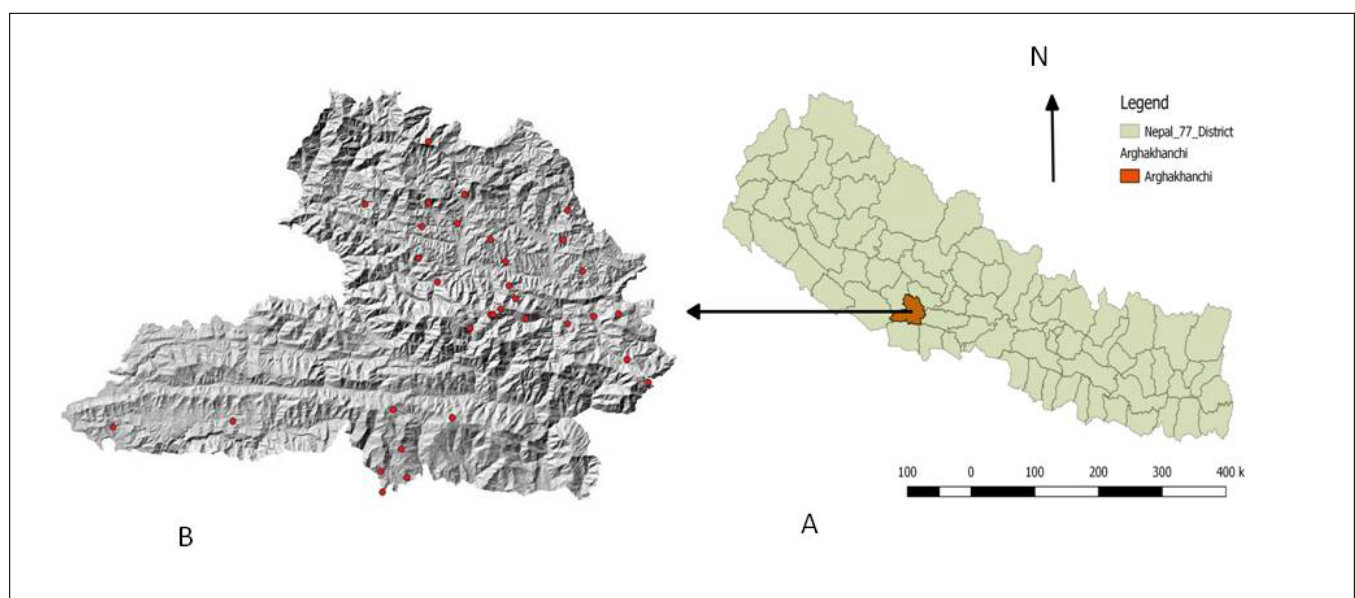 N
Legend
Nepal_77_District
Arghakhanchi
Arghakhanchi
100 0 100 200 300 400 k
A
B